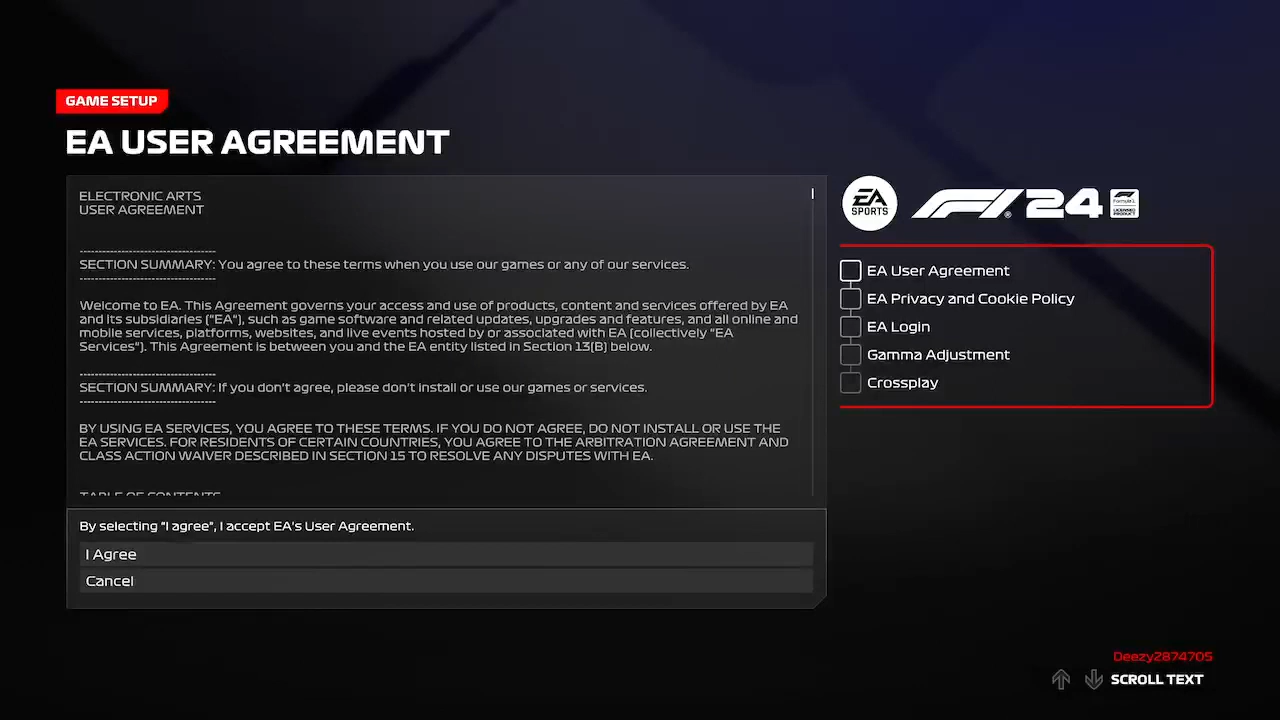 GAME SETUP
EA USER AGREEMENT
ELECTRONIC ARTS
USER AGREEMENT
-----------------------------------
SECTION SUMMARY: You agree to these terms when you use our games or any of our services.
-----------------------------------
Welcome to EA. This Agreement governs your access and use of products, content and services offered by EA
and its subsidiaries ("EA"), such as game software and related updates, upgrades and features, and all online and
mobile services, platforms, websites, and live events hosted by or associated with EA (collectively "EA
Services"). This Agreement is between you and the EA entity listed in Section 13(B) below.
-----------------------------------
SECTION SUMMARY: If you don't agree, please don't install or use our games or services.
-----------------------------------
BY USING EA SERVICES, YOU AGREE TO THESE TERMS. IF YOU DO NOT AGREE, DO NOT INSTALL OR USE THE
EA SERVICES. FOR RESIDENTS OF CERTAIN COUNTRIES, YOU AGREE TO THE ARBITRATION AGREEMENT AND
CLASS ACTION WAIVER DESCRIBED IN SECTION 15 TO RESOLVE ANY DISPUTES WITH EA.
TABLE OF CONTENTS
By selecting "I agree", I accept EA's User Agreement.
I Agree
Cancel
EA
SPORTS
F1® 24
F1
Formula 1
LICENSED
PRODUCT
EA User Agreement
EA Privacy and Cookie Policy
EA Login
Gamma Adjustment
Crossplay
Deezy2874705
SCROLL TEXT